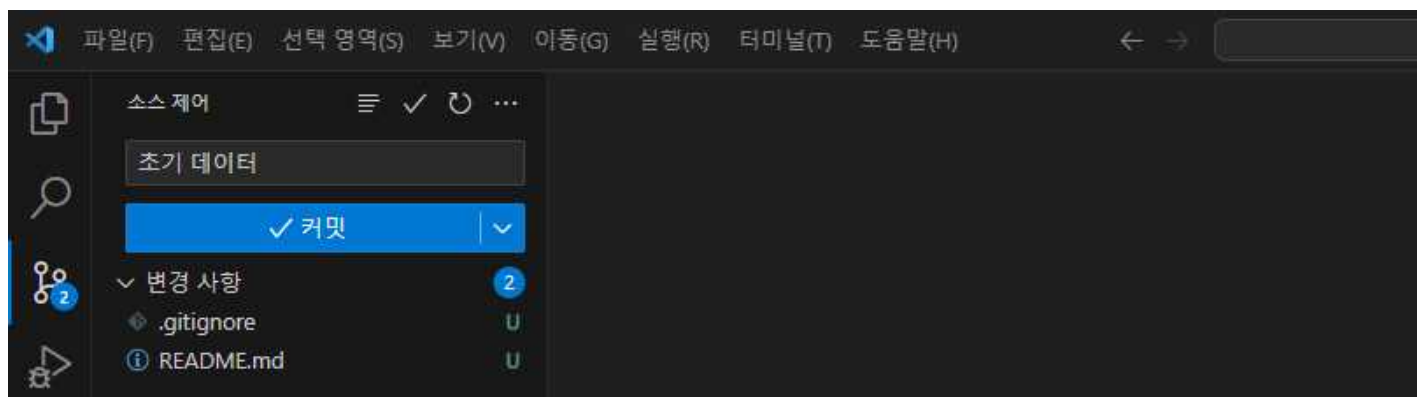 파일(F) 편집(E) 선택 영역(S) 보기(V) 이동(G) 실행(R) 터미널(T) 도움말(H)
소스 제어
초기 데이터
커밋
변경 사항 2
2
.gitignore U
README.md U